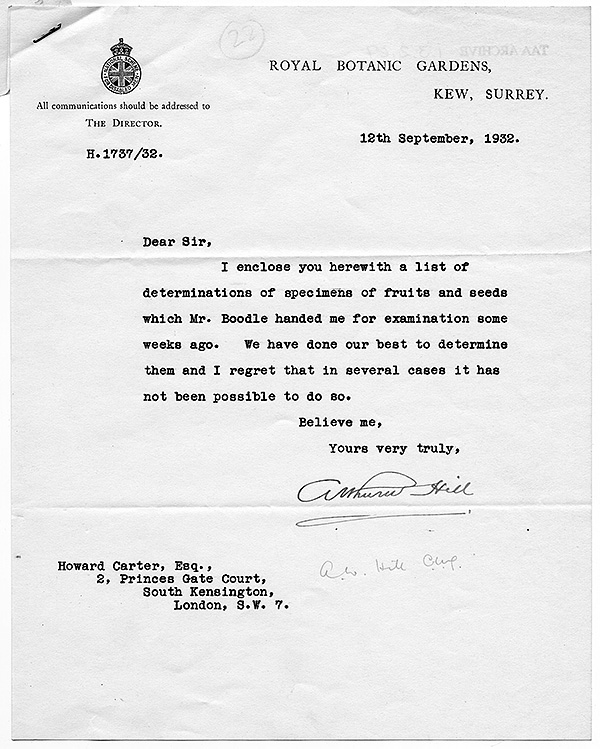 22
ROYAL BOTANIC GARDENS,
KEW, SURREY.
All communications should be addressed to
THE DIRECTOR.
H.1737/32.
12th September, 1932.
Dear Sir,
I enclose you herewith a list of
determinations of specimens of fruits and seeds
which Mr. Boodle handed me for examination some
weeks ago. We have done our best to determine
them and I regret that in several cases it has
not been possible to do so.
Believe me,
Yours very truly,
Arthur W Hill
Howard Carter, Esq.,
2, Princes Gate Court,
South Kensington,
London, S.W. 7.
A.W. Hill